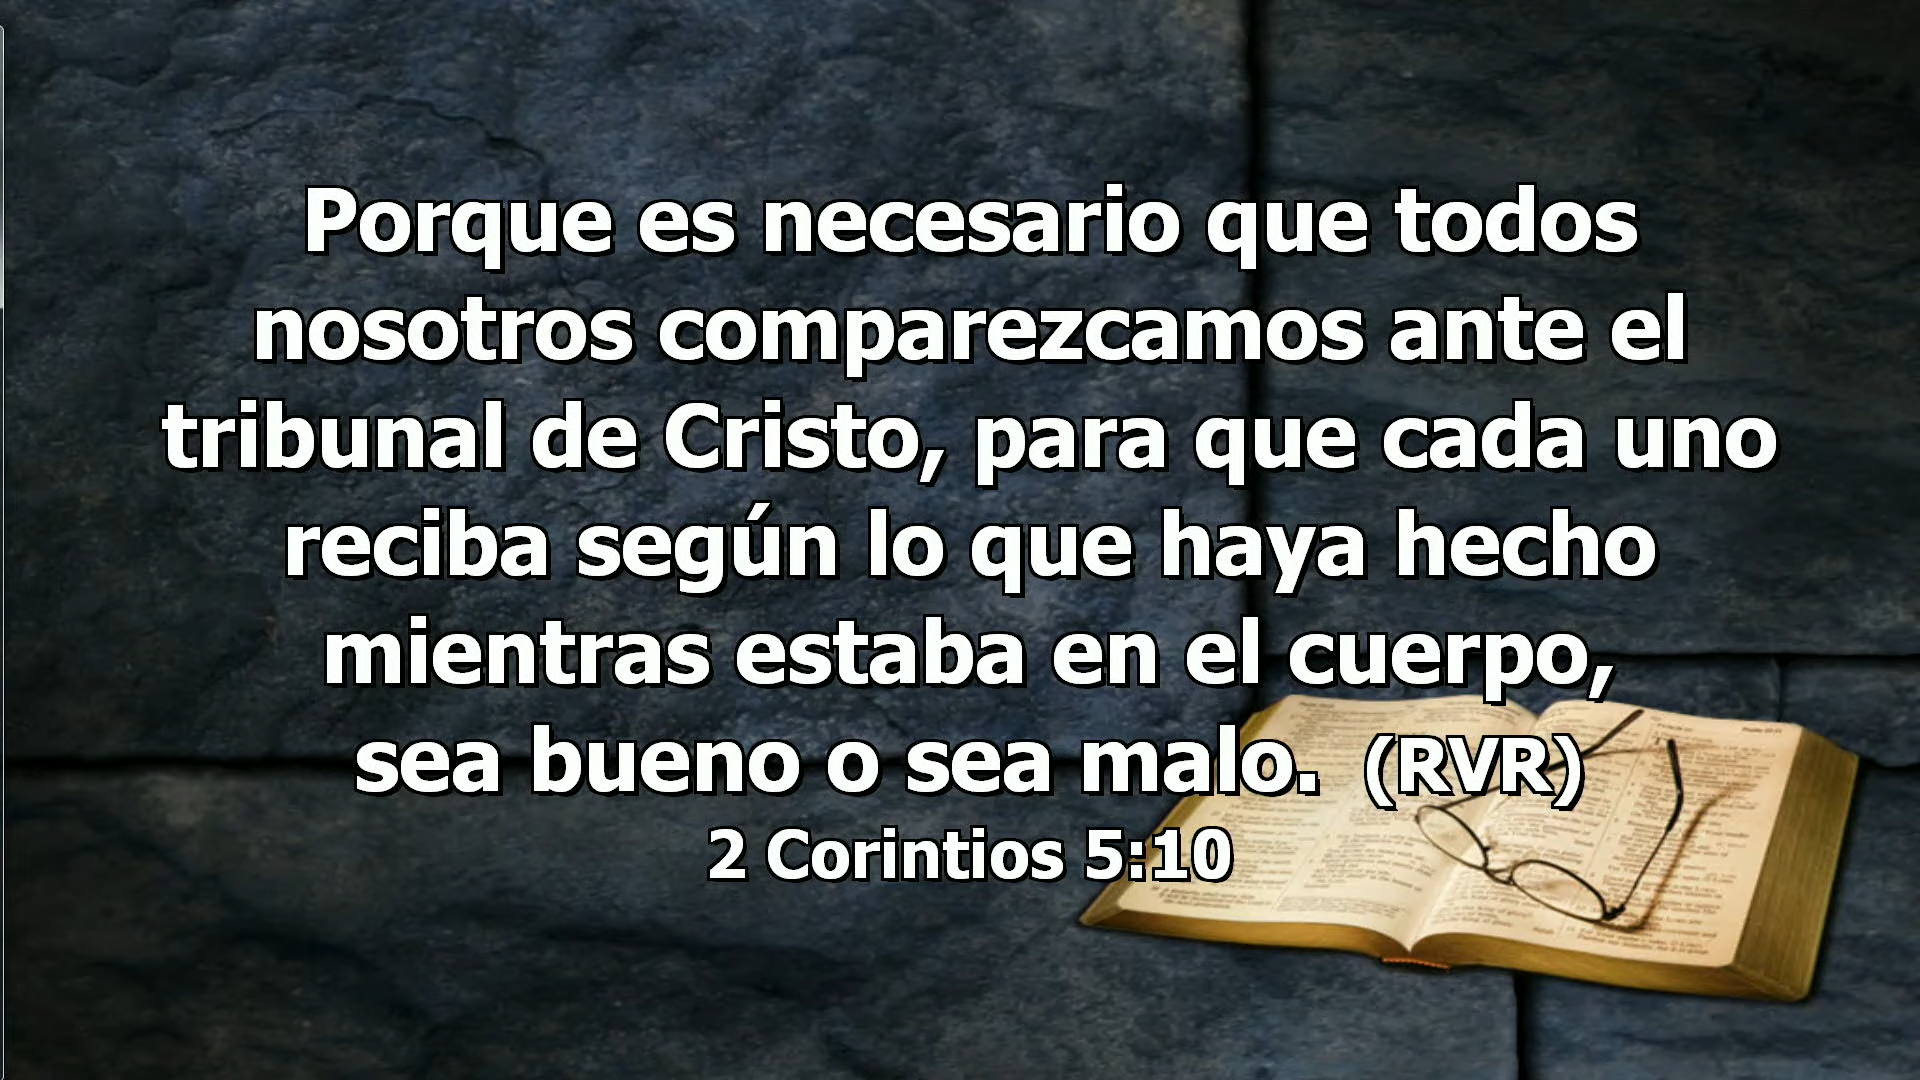 Porque es necesario que todos
nosotros comparezcamos ante el
tribunal de Cristo, para que cada uno
reciba según lo que haya hecho
mientras estaba en el cuerpo,
sea bueno o sea malo. (RVR)
2 Corintios 5:10